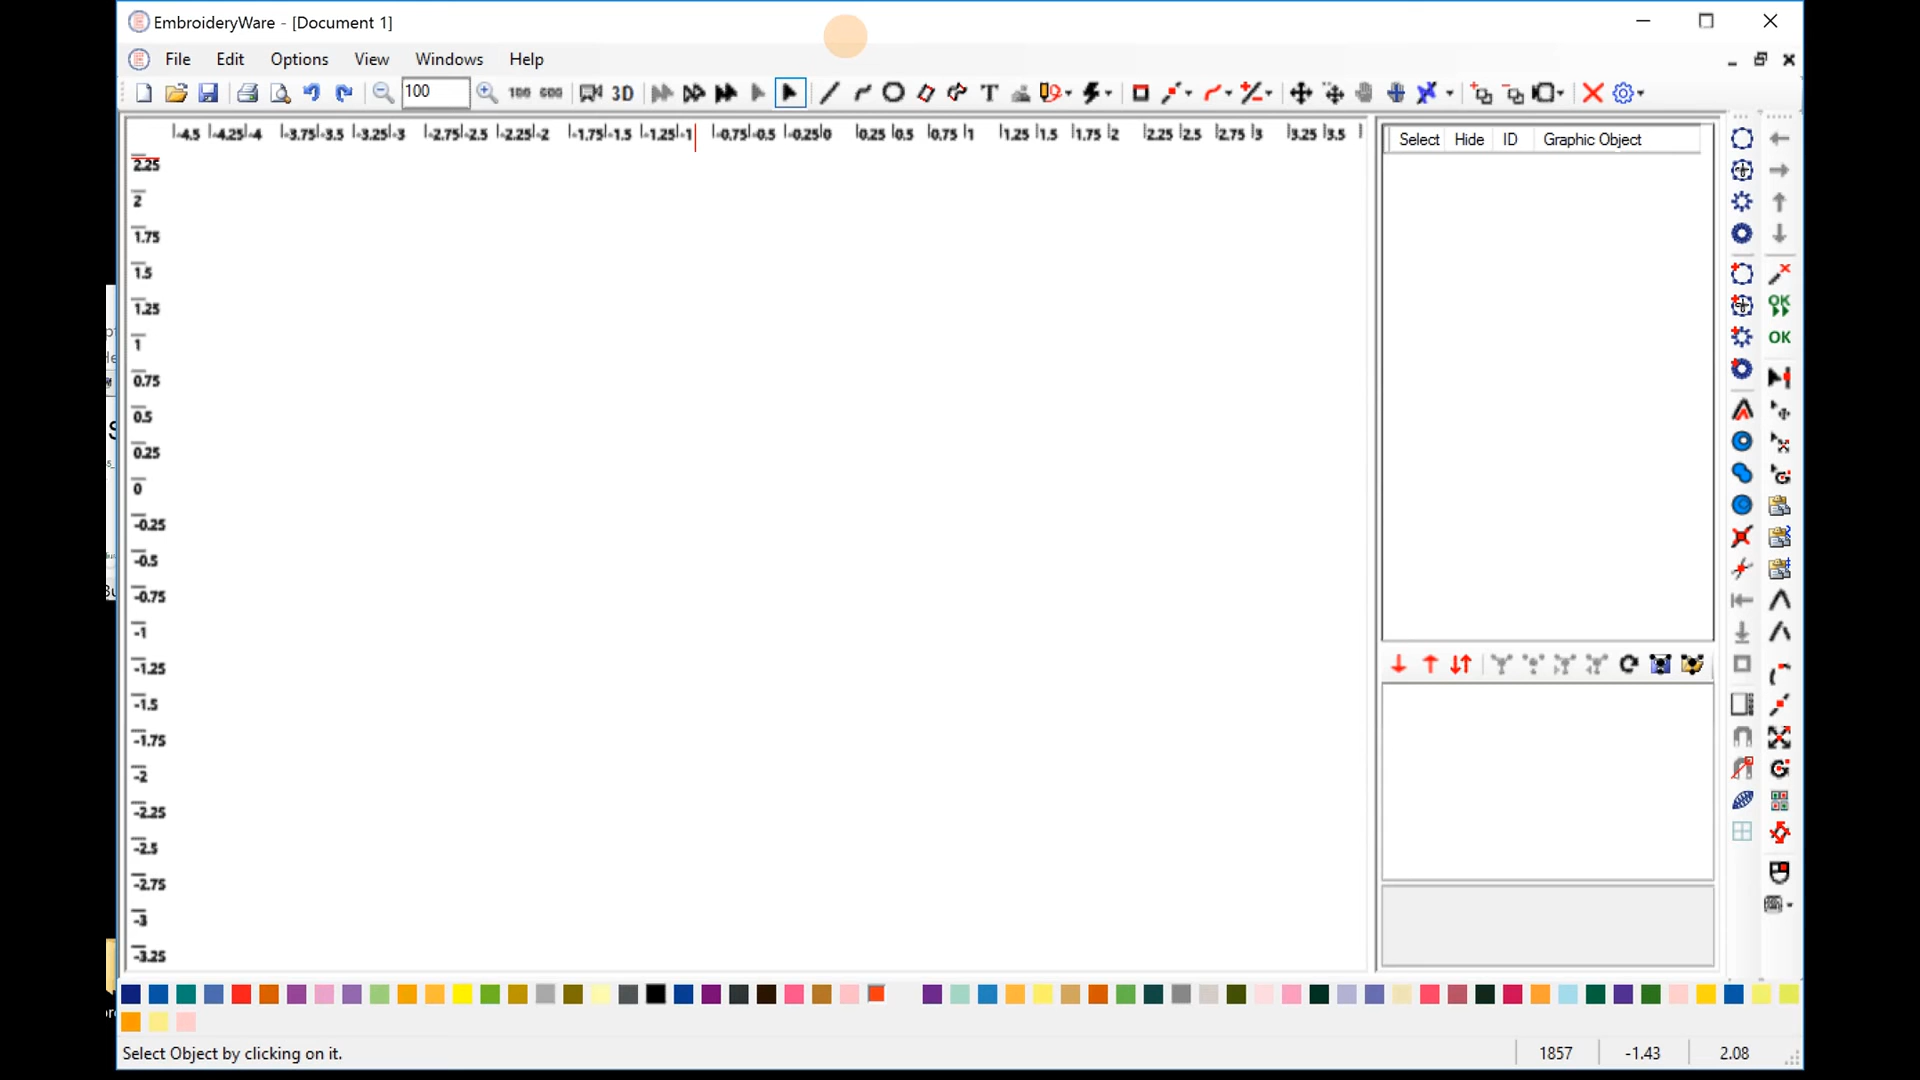 EmbroideryWare - [Document 1]
File Edit Options View Windows Help
100 100 600 3D T
-4.5 -4.25 -4 -3.75 -3.5 -3.25 -3 -2.75 -2.5 -2.25 -2 -1.75 -1.5 -1.25 -1 -0.75 -0.5 -0.25 0 0.25 0.5 0.75 1 1.25 1.5 1.75 2 2.25 2.5 2.75 3 3.25 3.5
Select Hide ID Graphic Object
2.25
2
1.75
1.5
1.25
1
0.75
0.5
0.25
0
-0.25
-0.5
-0.75
-1
-1.25
-1.5
-1.75
-2
-2.25
-2.5
-2.75
-3
-3.25
OK
OK
Select Object by clicking on it.
1857 -1.43 2.08